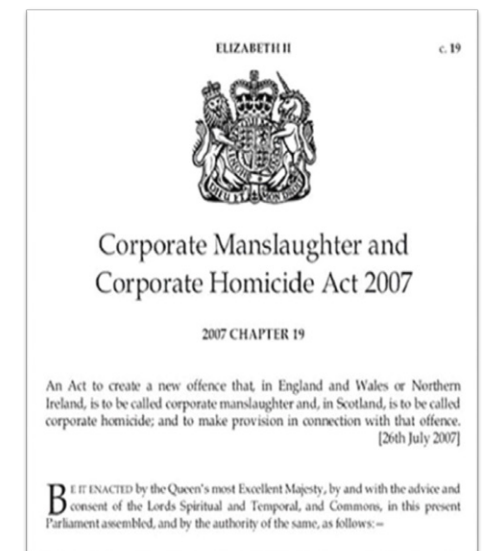 ELIZABETH II c. 19
DIEU ET MON DROIT
Corporate Manslaughter and
Corporate Homicide Act 2007
2007 CHAPTER 19
An Act to create a new offence that, in England and Wales or Northern
Ireland, is to be called corporate manslaughter and, in Scotland, is to be called
corporate homicide; and to make provision in connection with that offence.
[26th July 2007]
BE IT ENACTED by the Queen's most Excellent Majesty, by and with the advice and
consent of the Lords Spiritual and Temporal, and Commons, in this present
Parliament assembled, and by the authority of the same, as follows:—